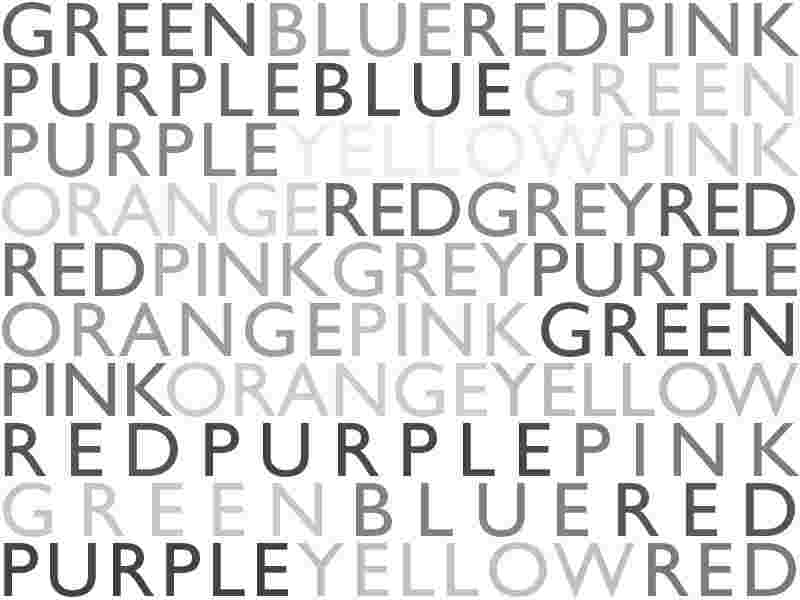 GREENBLUEREDPINK
PURPLEBLUEGREEN
PURPLEYELLOWPINK
ORANGEREDGREYRED
REDPINKGREYPURPLE
ORANGEPINKGREEN
PINKORANGEYELLOW
REDPURPLEPINK
GREENBLUERED
PURPLEYELLOWRED